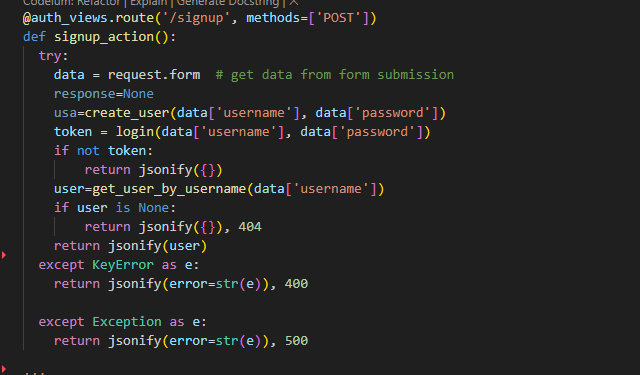 Codeium: Refactor | Explain | Generate Docstring | ✕
@auth_views.route('/signup', methods=['POST'])
def signup_action():
  try:
    data = request.form  # get data from form submission
    response=None
    usa=create_user(data['username'], data['password'])
    token = login(data['username'], data['password'])
    if not token:
        return jsonify({})
    user=get_user_by_username(data['username'])
    if user is None:
        return jsonify({}), 404
    return jsonify(user)
  except KeyError as e:
    return jsonify(error=str(e)), 400

  except Exception as e:
    return jsonify(error=str(e)), 500
'''